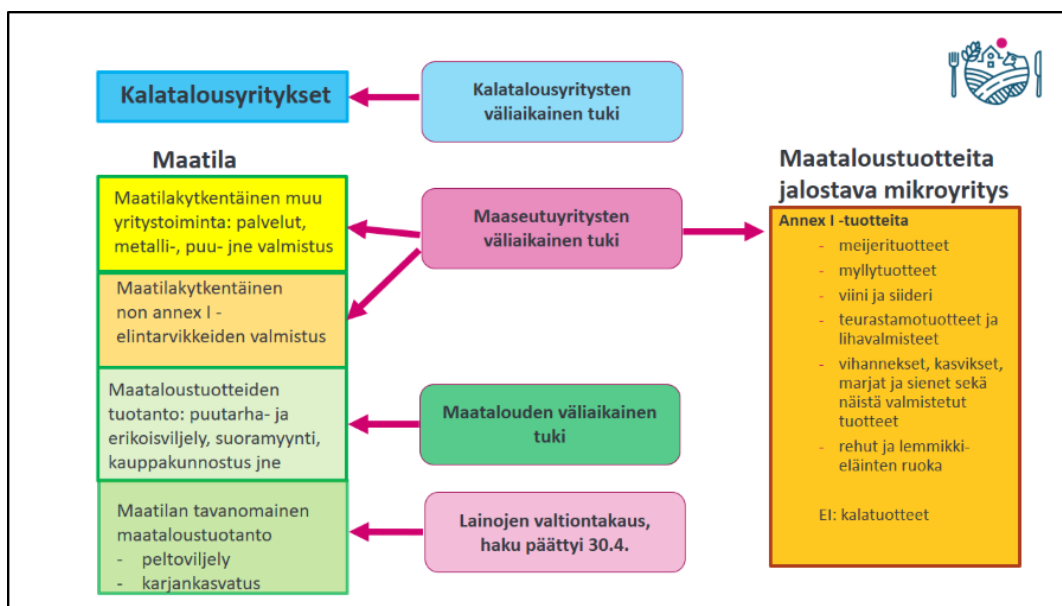 Kalatalousyritykset
Kalatalousyritysten
väliaikainen tuki
Maatila
Maatilakytkentäinen muu
yritystoiminta: palvelut,
metalli-, puu- jne valmistus
Maatilakytkentäinen
non annex I -
elintarvikkeiden valmistus
Maataloustuotteiden
tuotanto: puutarha- ja
erikoisviljely, suoramyynti,
kauppakunnostus jne
Maatilan tavanomainen
maataloustuotanto
- peltoviljely
- karjankasvatus
Maaseutuyritysten
väliaikainen tuki
Maatalouden väliaikainen
tuki
Lainojen valtiontakaus,
haku päättyi 30.4.
Maataloustuotteita
jalostava mikroyritys
Annex I -tuotteita
- meijerituotteet
- myllytuotteet
- viini ja siideri
- teurastamotuotteet ja
lihavalmisteet
- vihannekset, kasvikset,
marjat ja sienet sekä
näistä valmistetut
tuotteet
- rehut ja lemmikki-
eläinten ruoka
EI: kalatuotteet